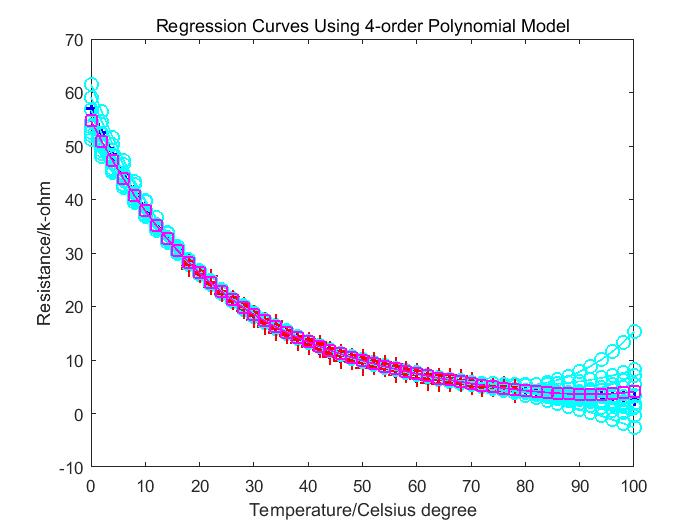 Regression Curves Using 4-order Polynomial Model
70
60
50
40
30
20
10
0
-10
Resistance/k-ohm
0 10 20 30 40 50 60 70 80 90 100
Temperature/Celsius degree